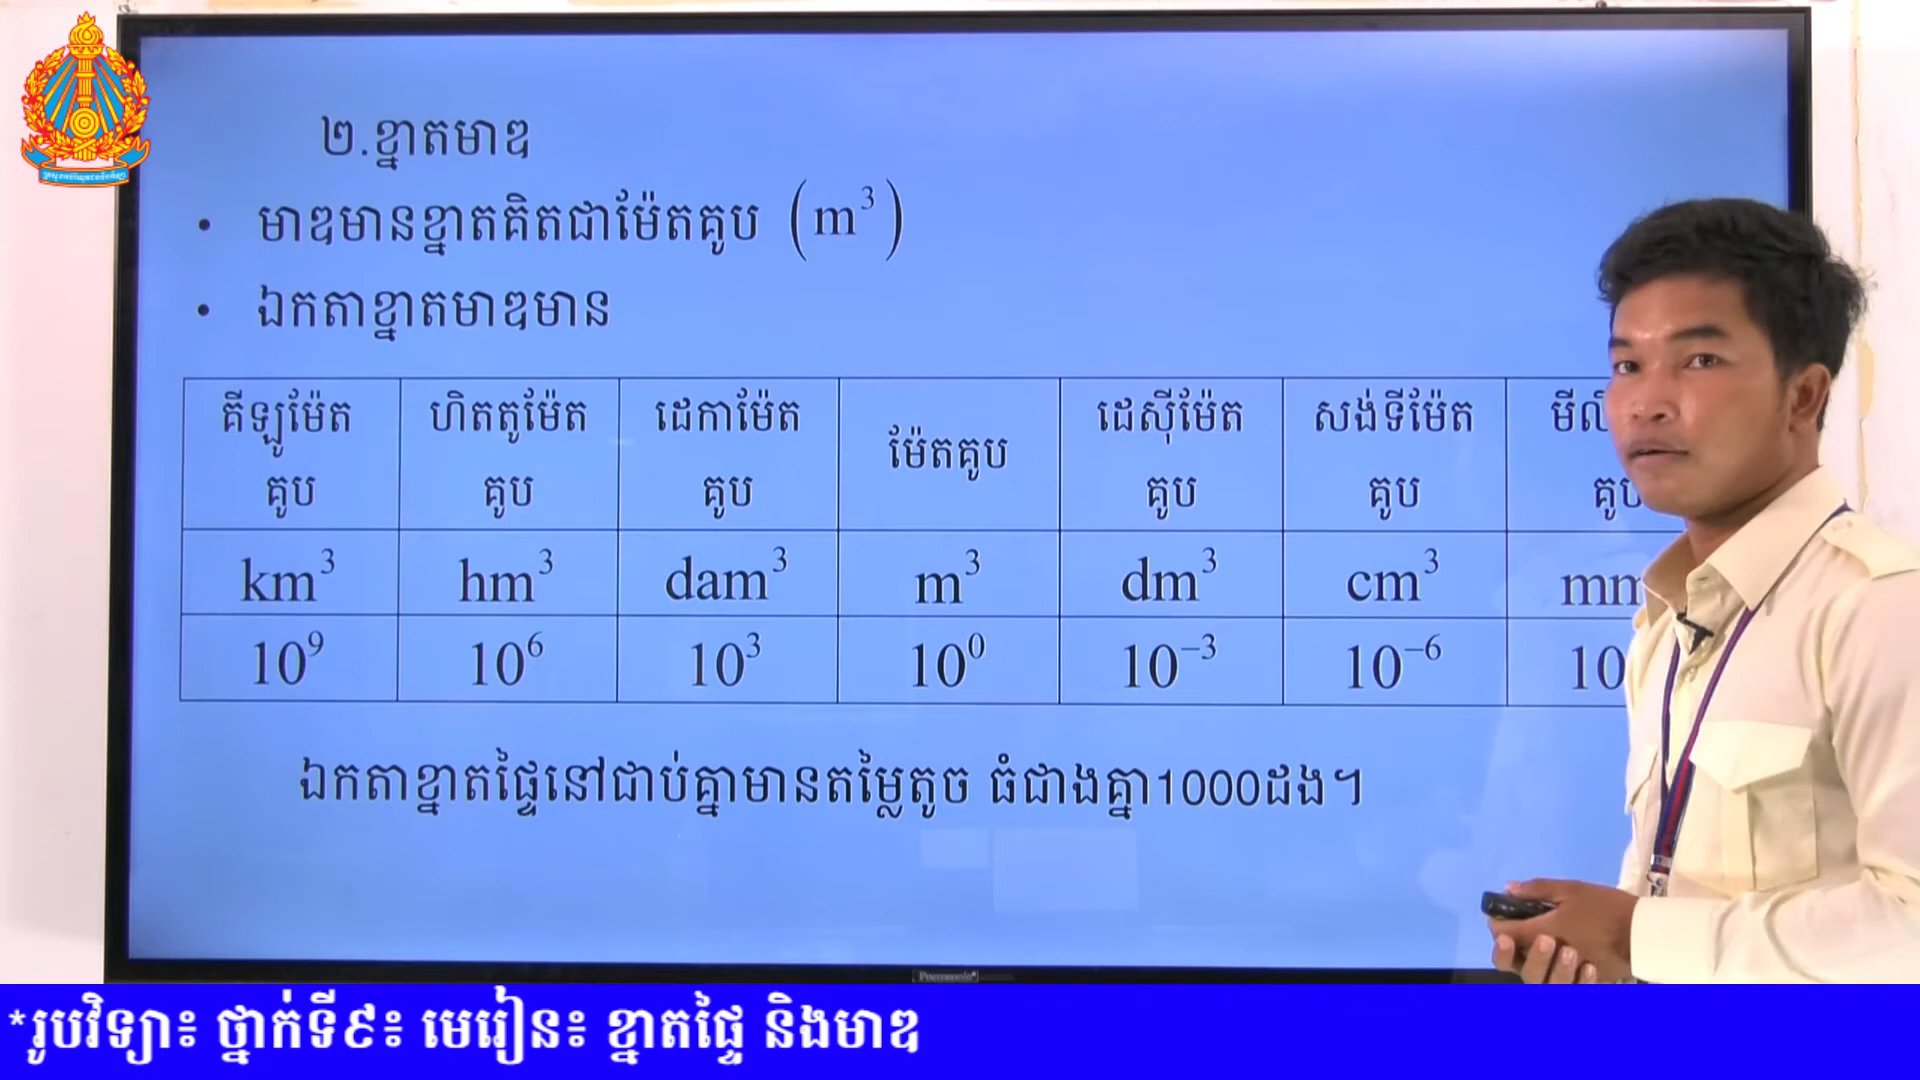 ២.ខ្នាតមាឌ
• មាឌមានខ្នាតគិតជាម៉ែតគូប (m³)
• ឯកតាខ្នាតមាឌមាន
គីឡូម៉ែត ហិតតូម៉ែត ដេកាម៉ែត ម៉ែតគូប ដេស៊ីម៉ែត សង់ទីម៉ែត
គូប គូប គូប គូប គូប គូប
km³ hm³ dam³ m³ dm³ cm³
10⁹ 10⁶ 10³ 10⁰ 10⁻³ 10⁻⁶ 10
ឯកតាខ្នាតផ្ទៃនៅជាប់គ្នាមានតម្លៃតូច ធំជាងគ្នា1000ដង។
*រូបវិទ្យា៖ ថ្នាក់ទី៩៖ មេរៀន៖ ខ្នាតផ្ទៃ និងមាឌ